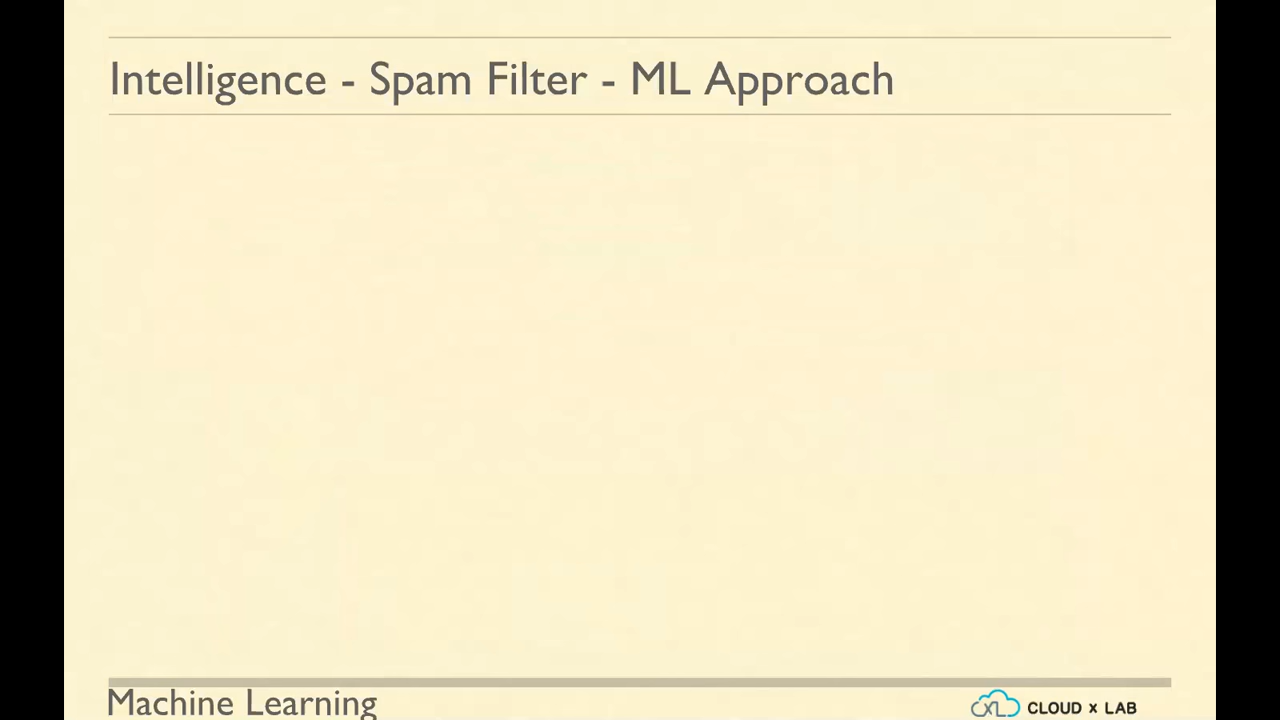 Intelligence - Spam Filter - ML Approach
Machine Learning
CLOUD x LAB